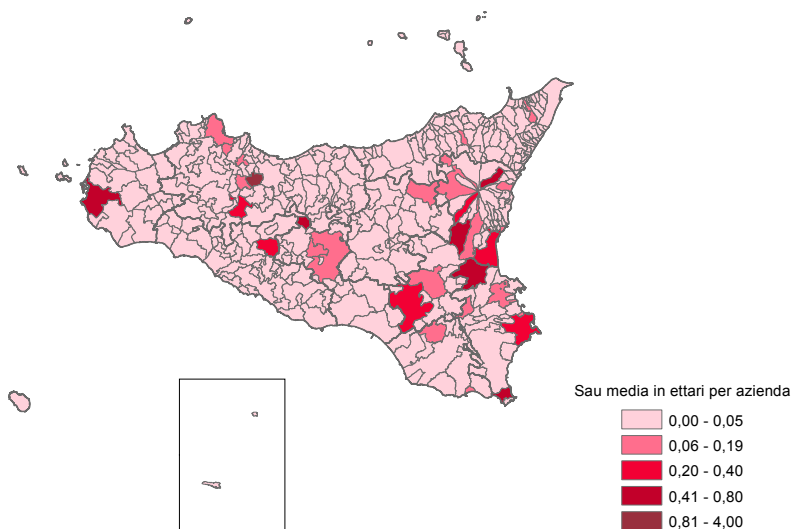 Sau media in ettari per azienda
0,00 - 0,05
0,06 - 0,19
0,20 - 0,40
0,41 - 0,80
0,81 - 4,00